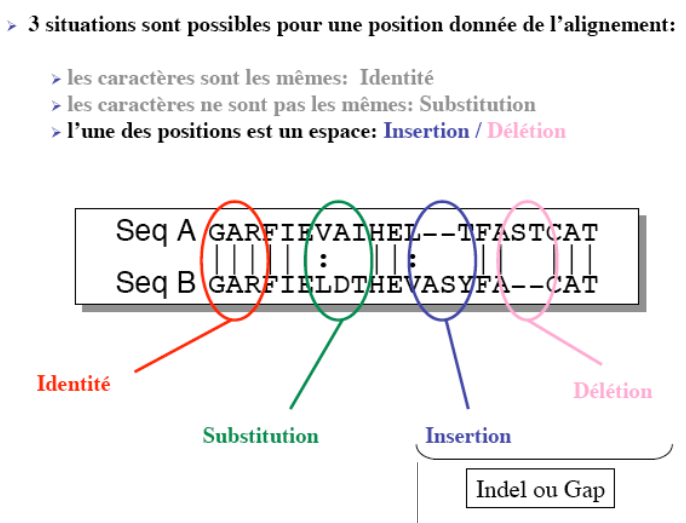 3 situations sont possibles pour une position donnée de l'alignement:
les caractères sont les mêmes: Identité
les caractères ne sont pas les mêmes: Substitution
l'une des positions est un espace: Insertion / Délétion
Seq A GARFIEVAIHEL--TFASTCAT
||||| : ||: || ||
Seq B GARFIELDTHEVASYFA--CAT
Identité
Délétion
Substitution
Insertion
Indel ou Gap